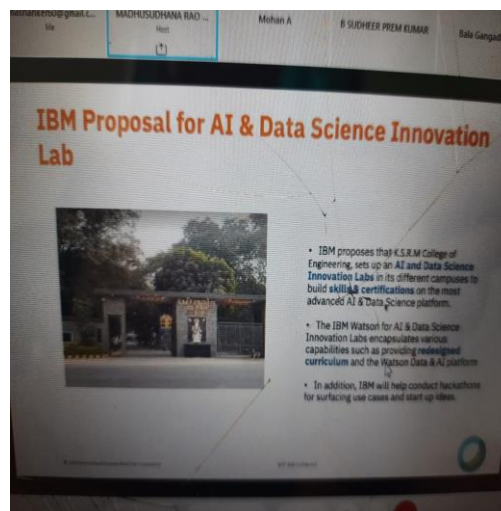 MADHUSUDHANA RAO ...
Host
Mohan A
B SUDHEER PREM KUMAR
Bala Gangad
Me
IBM Proposal for AI & Data Science Innovation
Lab
• IBM proposes that K.S.R.M College of
Engineering, sets up an AI and Data Science
Innovation Labs in its different campuses to
build skills & certifications on the most
advanced AI & Data Science platform.
• The IBM Watson for AI & Data Science
Innovation Labs encapsulates various
capabilities such as providing redesigned
curriculum and the Watson Data & AI platform
• In addition, IBM will help conduct hackathons
for surfacing use cases and start up ideas.